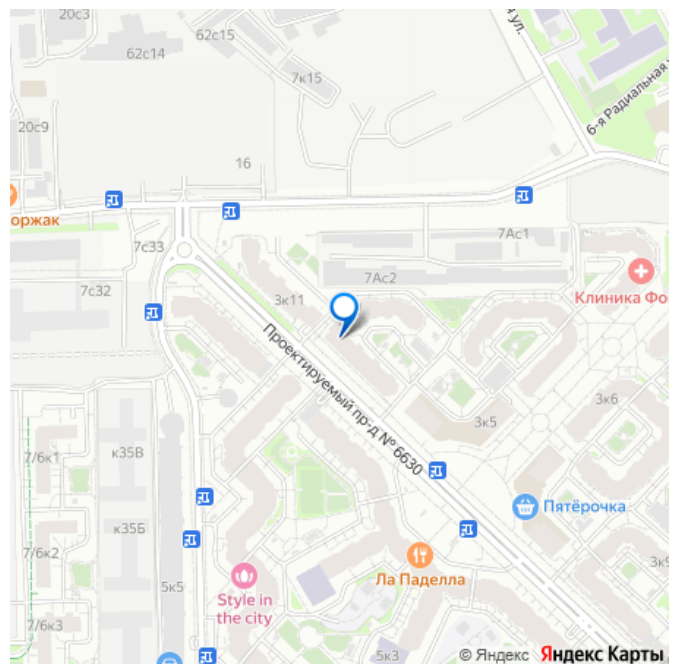 20с3
62с15
62с14
7к15
6-я Радиальная
20с9
16
оржак
7с33
7Ас1
7с32
7Ас2
Клиника Фо
3к11
Проектируемый пр-д № 6630
3к6
3к5
7/6к1
к35В
Пятёрочка
к35Б
7/6к2
Ла Паделла
3к9
5к5
Style in
the city
7/6к3
5к3
© Яндекс Яндекс Карты